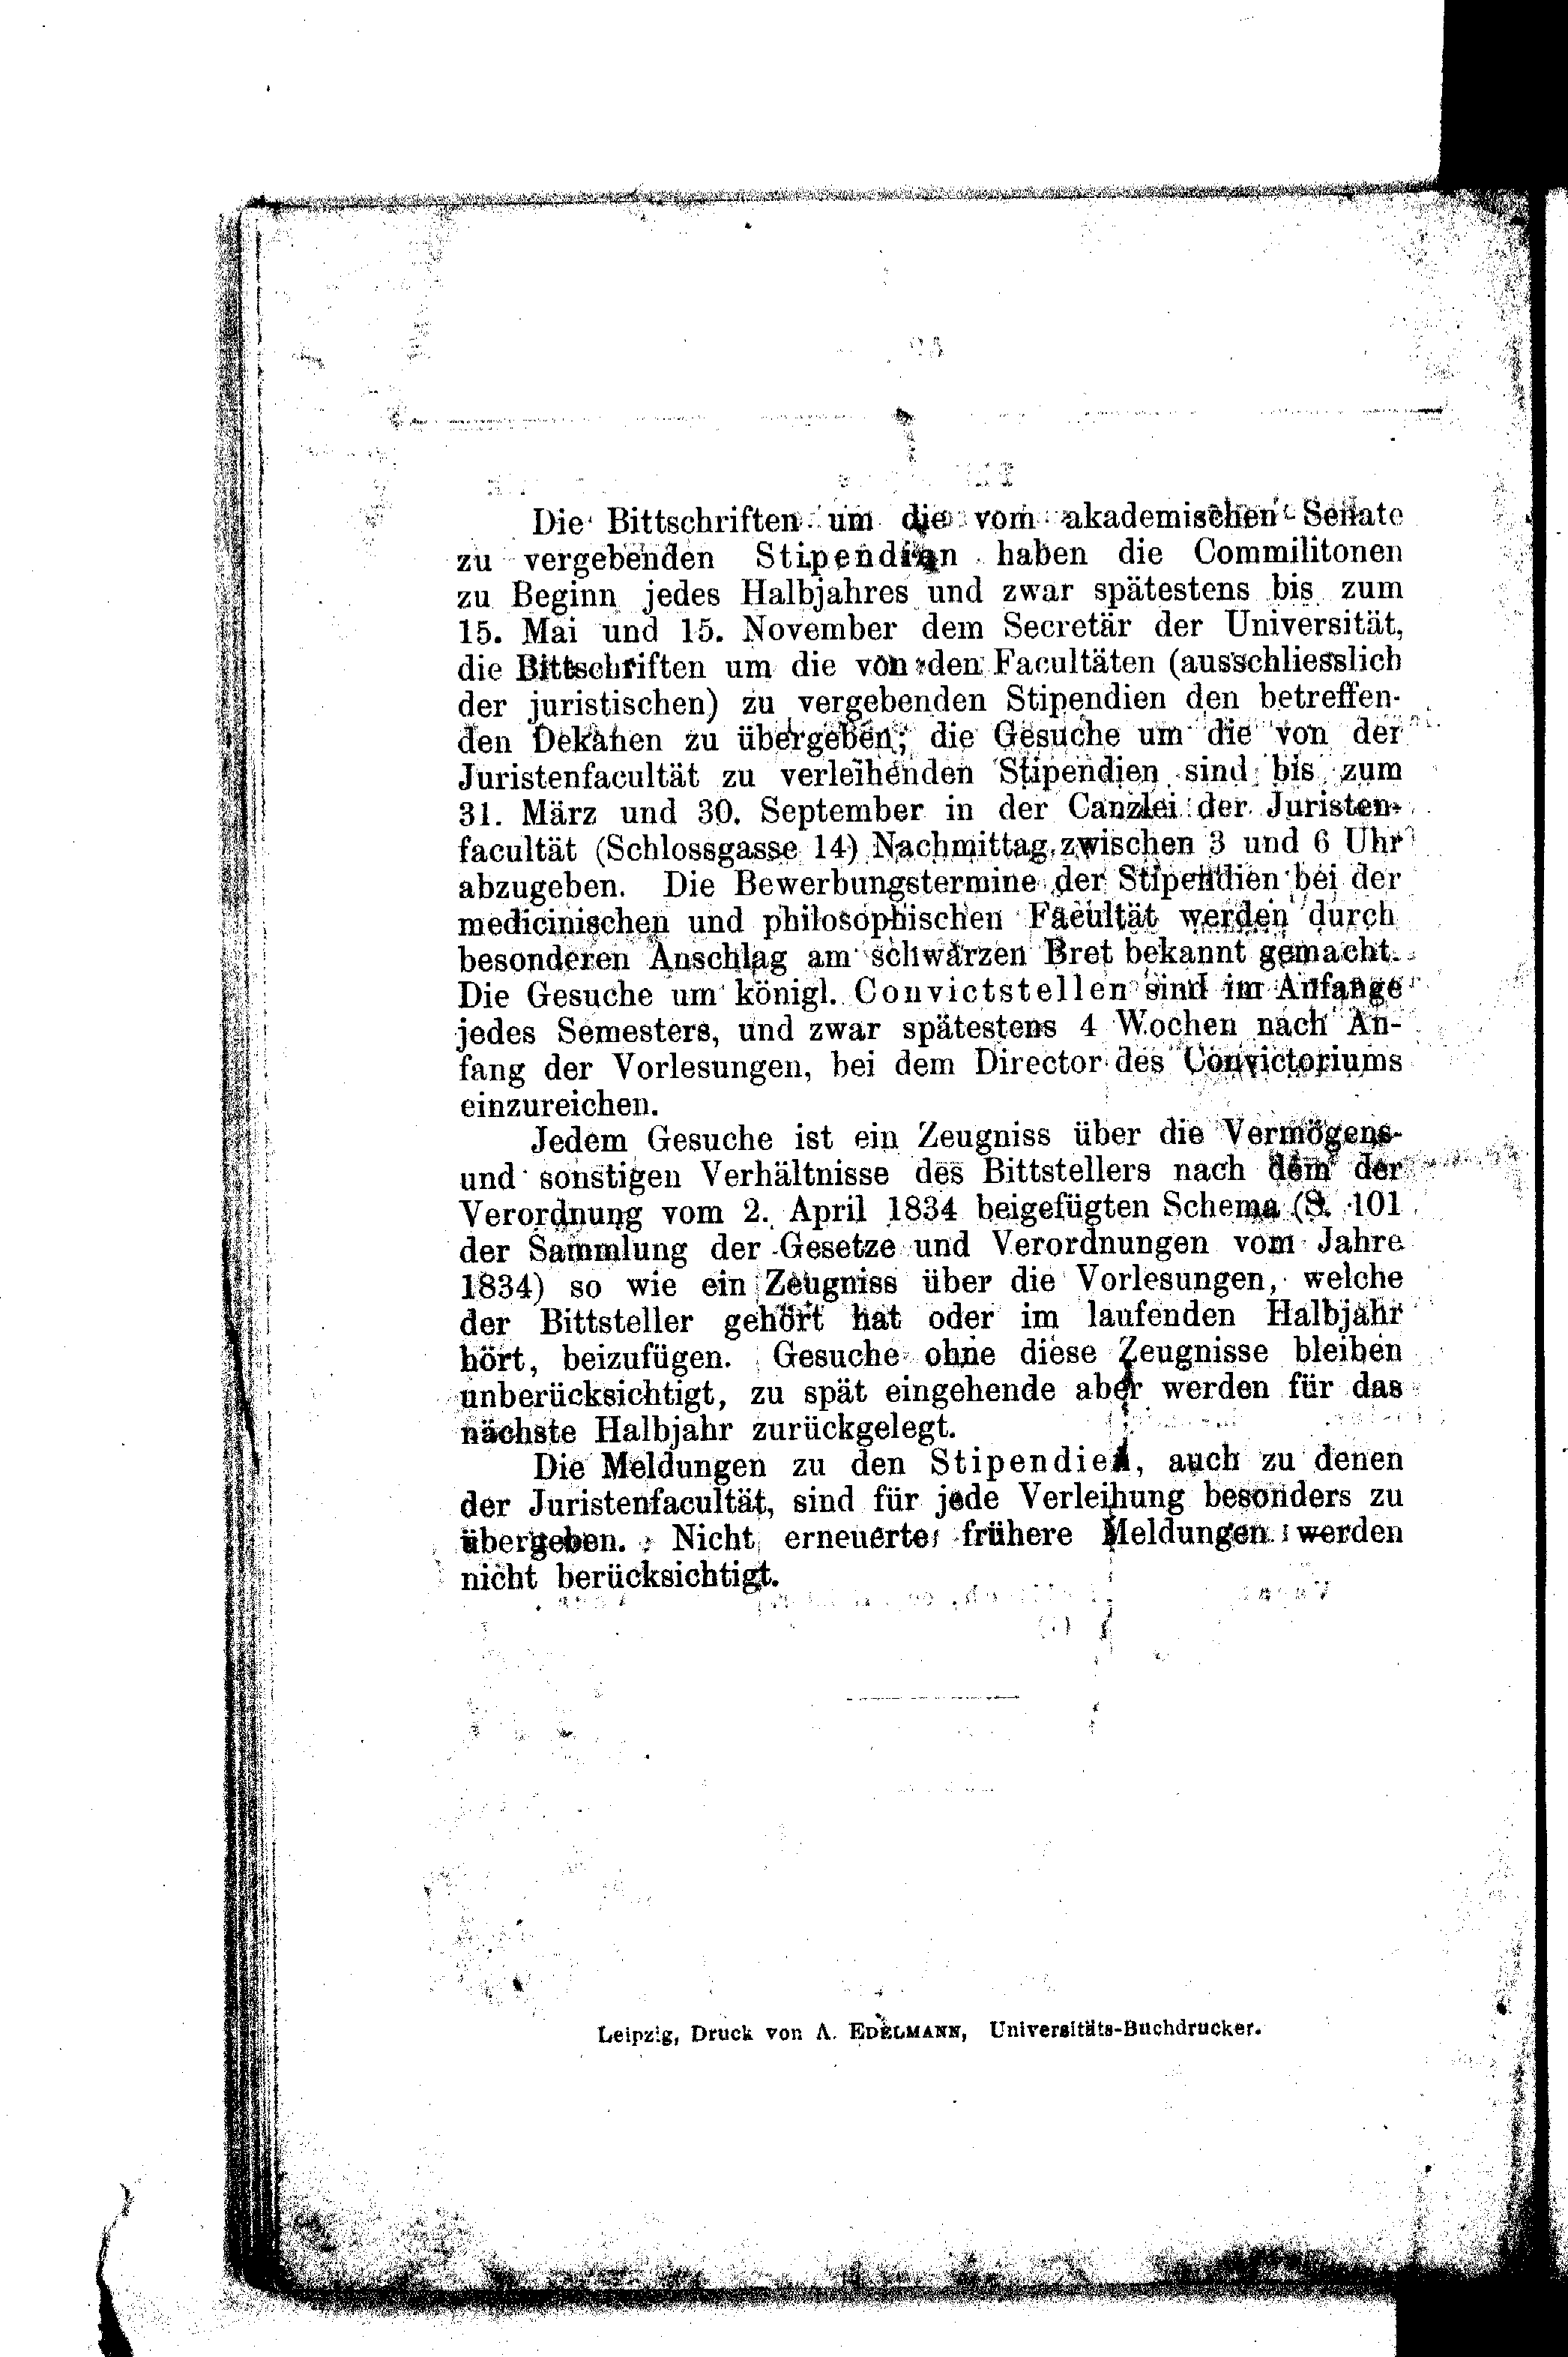 Die Bittschriften um die vom akademischen Senate
zu vergebenden Stipendien haben die Commilitonen
zu Beginn jedes Halbjahres und zwar spätestens bis zum
15. Mai und 15. November dem Secretär der Universität,
die Bittschriften um die von den Facultäten (ausschliesslich
der juristischen) zu vergebenden Stipendien den betreffen-
den Dekanen zu übergeben; die Gesuche um die von der
Juristenfacultät zu verleihenden Stipendien sind bis zum
31. März und 30. September in der Canzlei der Juristen-
facultät (Schlossgasse 14) Nachmittag zwischen 3 und 6 Uhr
abzugeben. Die Bewerbungstermine der Stipendien bei der
medicinischen und philosophischen Facultät werden durch
besonderen Anschlag am schwarzen Bret bekannt gemacht.
Die Gesuche um königl. Convictstellen sind im Anfange
jedes Semesters, und zwar spätestens 4 Wochen nach An-
fang der Vorlesungen, bei dem Director des Convictoriums
einzureichen.
Jedem Gesuche ist ein Zeugniss über die Vermögens-
und sonstigen Verhältnisse des Bittstellers nach dem der
Verordnung vom 2. April 1834 beigefügten Schema (S. 101
der Sammlung der Gesetze und Verordnungen vom Jahre
1834) so wie ein Zeugniss über die Vorlesungen, welche
der Bittsteller gehört hat oder im laufenden Halbjahr
hört, beizufügen. Gesuche ohne diese Zeugnisse bleiben
unberücksichtigt, zu spät eingehende aber werden für das
nächste Halbjahr zurückgelegt.
Die Meldungen zu den Stipendien, auch zu denen
der Juristenfacultät, sind für jede Verleihung besonders zu
übergeben. Nicht erneuerte frühere Meldungen werden
nicht berücksichtigt.
Leipzig, Druck von A. EDELMANN, Universitäts-Buchdrucker.